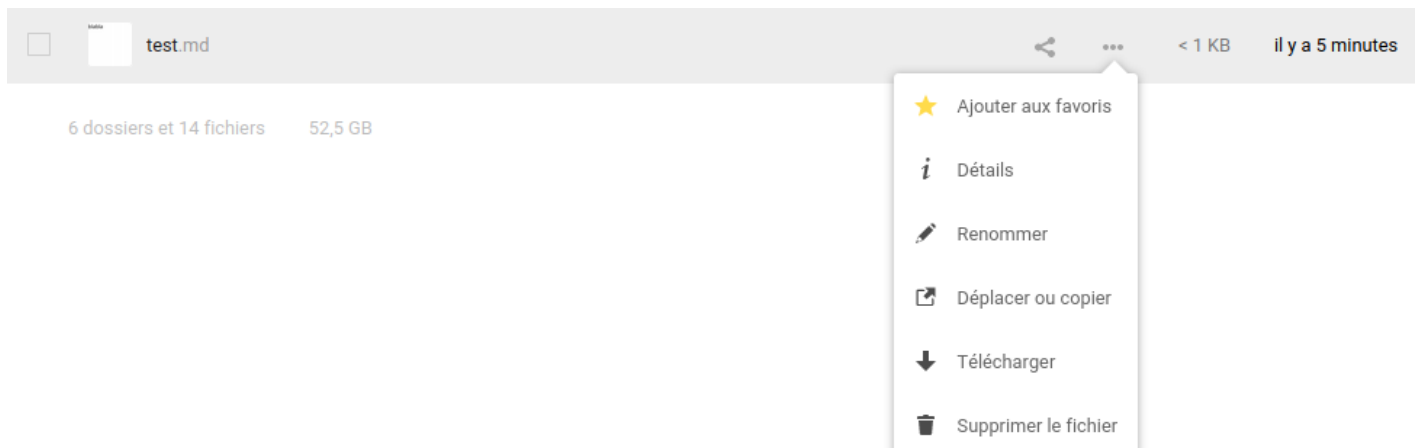 test.md < 1 KB il y a 5 minutes
6 dossiers et 14 fichiers 52,5 GB
Ajouter aux favoris
Détails
Renommer
Déplacer ou copier
Télécharger
Supprimer le fichier